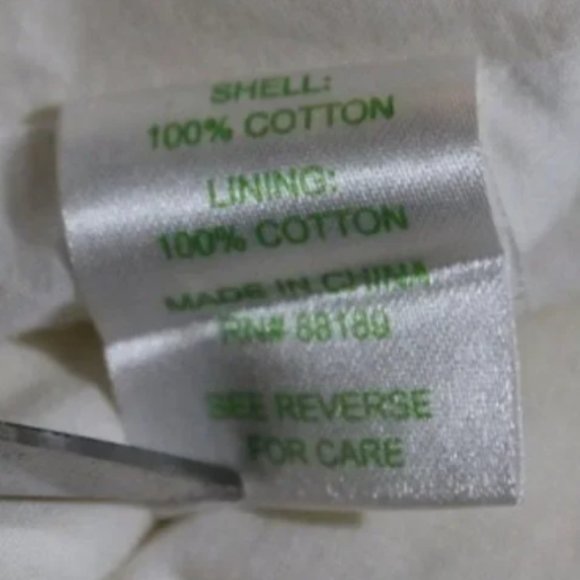 SHELL:
100% COTTON
LINING:
100% COTTON
MADE IN CHINA
RN# 88189
SEE REVERSE
FOR CARE